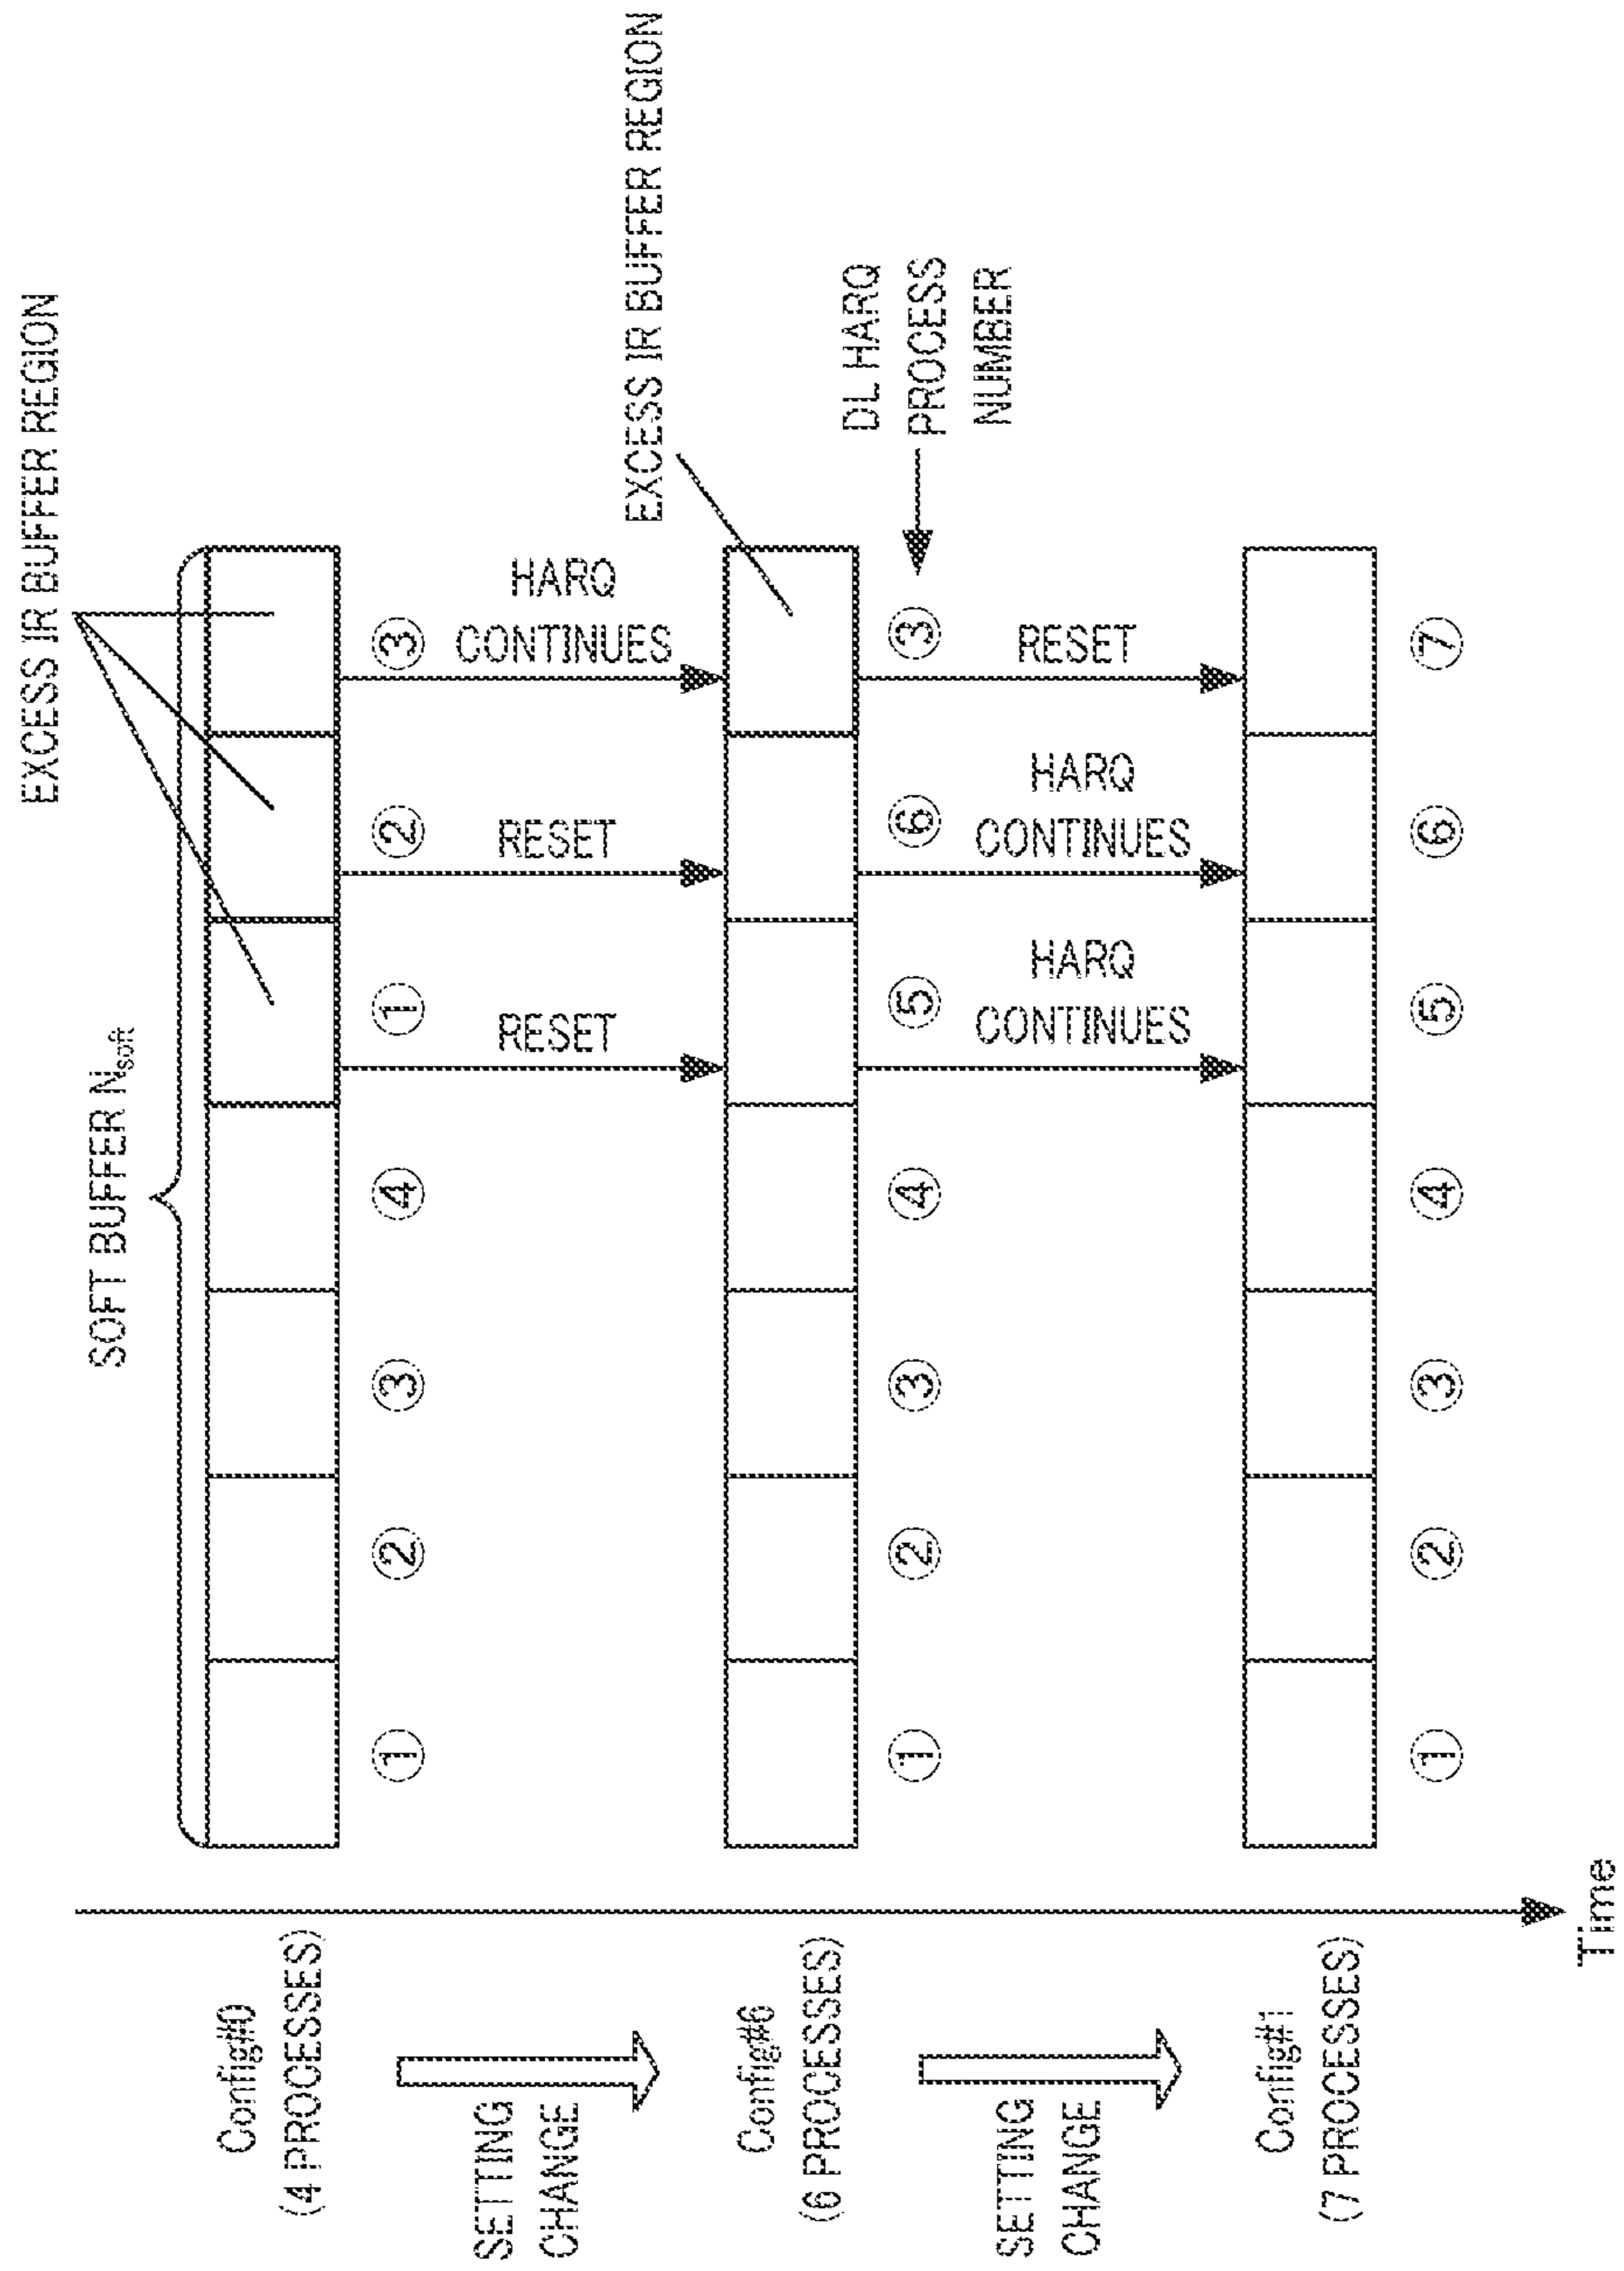 EXCESS IR BUFFER REGION
SOFT BUFFER Nsoft
Config#0
(4 PROCESSES)
① ② ③ ④ ① ② ③
SETTING
CHANGE
RESET
RESET
HARQ
CONTINUES
EXCESS IR BUFFER REGION
Config#6
(6 PROCESSES)
① ② ③ ④ ⑤ ⑥ ③
DL HARQ
PROCESS
NUMBER
SETTING
CHANGE
HARQ
CONTINUES
HARQ
CONTINUES
RESET
Config#1
(7 PROCESSES)
① ② ③ ④ ⑤ ⑥ ⑦
Time